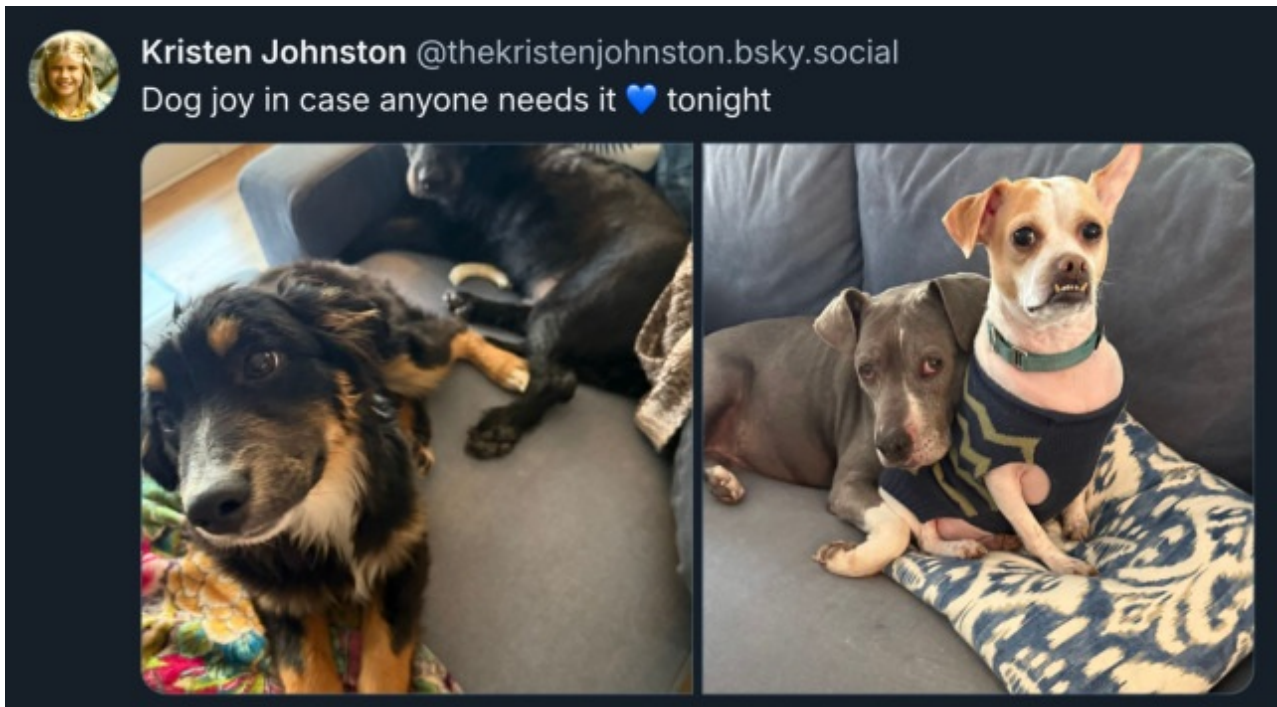 Kristen Johnston @thekristenjohnston.bsky.social
Dog joy in case anyone needs it 💙 tonight